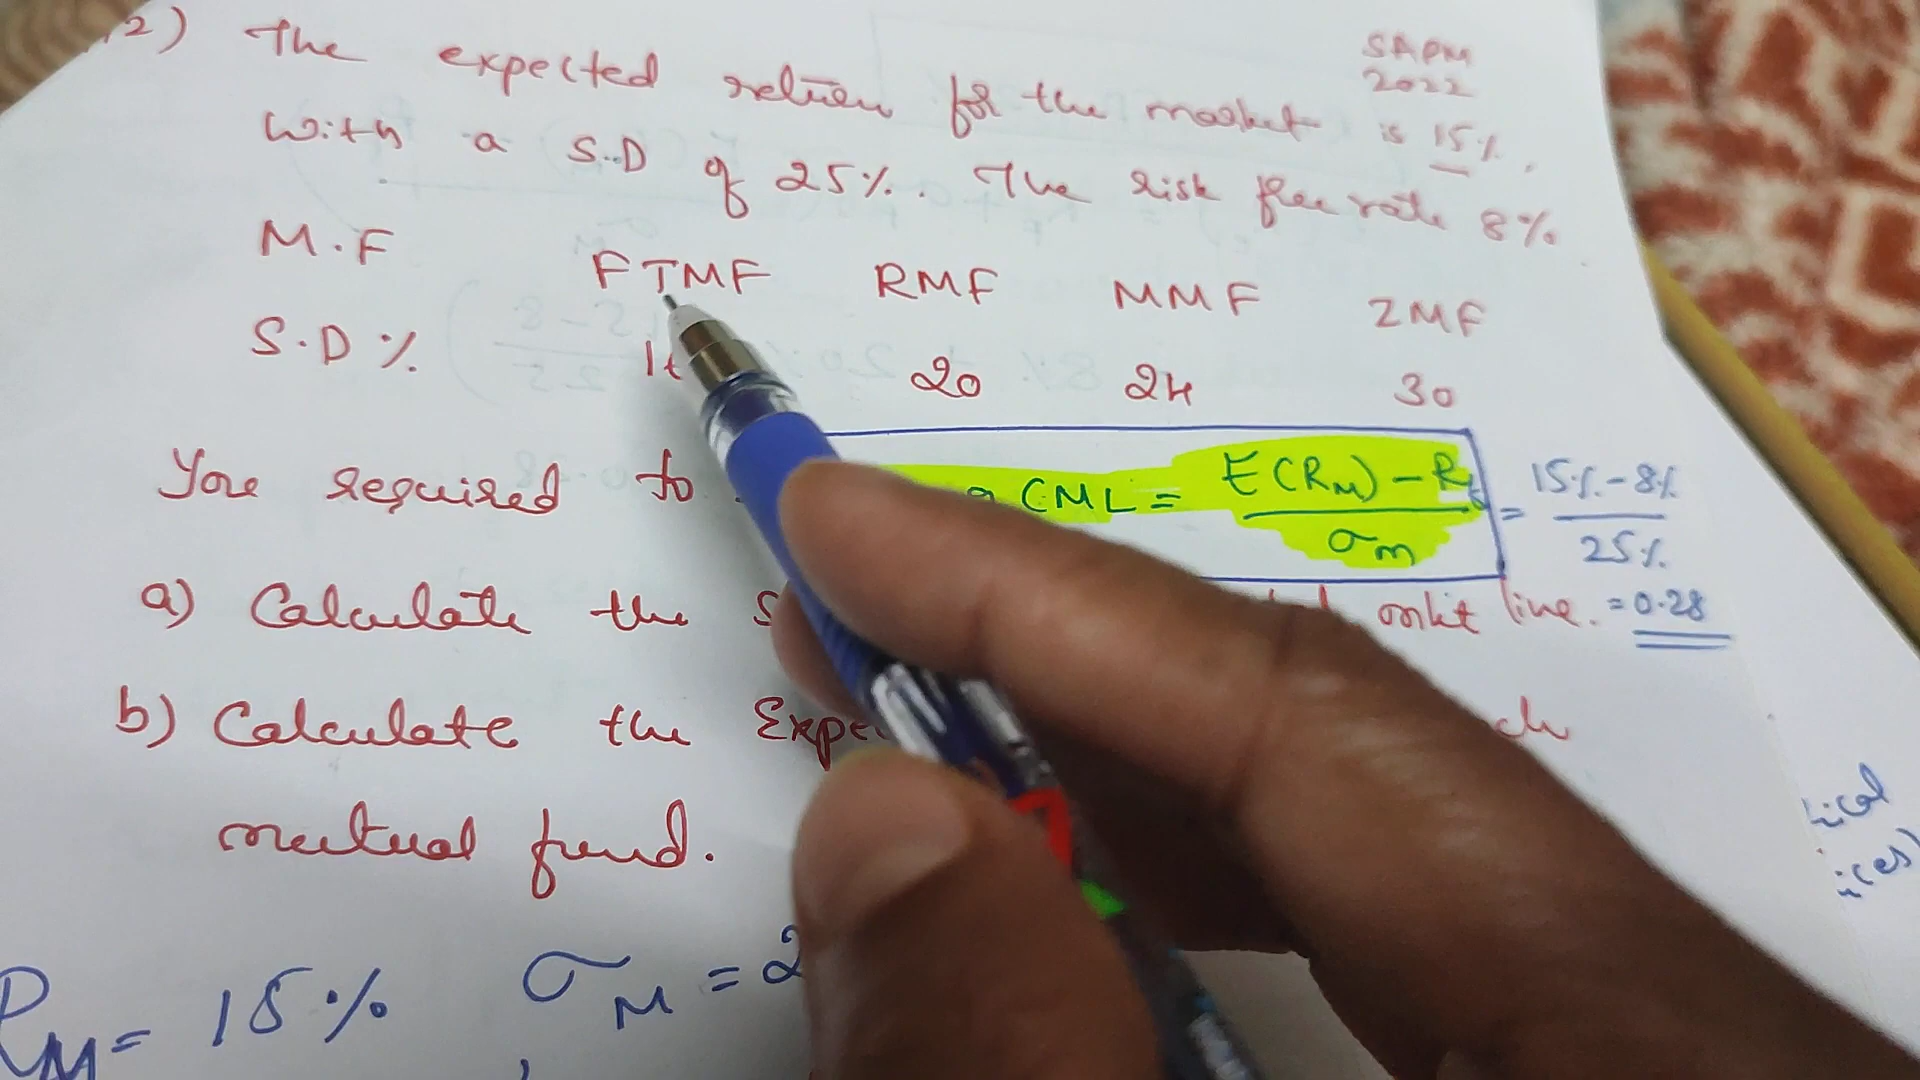 2) The expected return for the market is 15%.
SAPM
2022
With a S.D of 25%. The risk free rate 8%
M.F FTMF RMF MMF ZMF
S.D % 20 24 30
You required to
CML = E(RM) - Rf / σm = 15% - 8% / 25%
= 0.28
a) Calculate the line.
b) Calculate the
mutual fund.
RM = 15% σM =